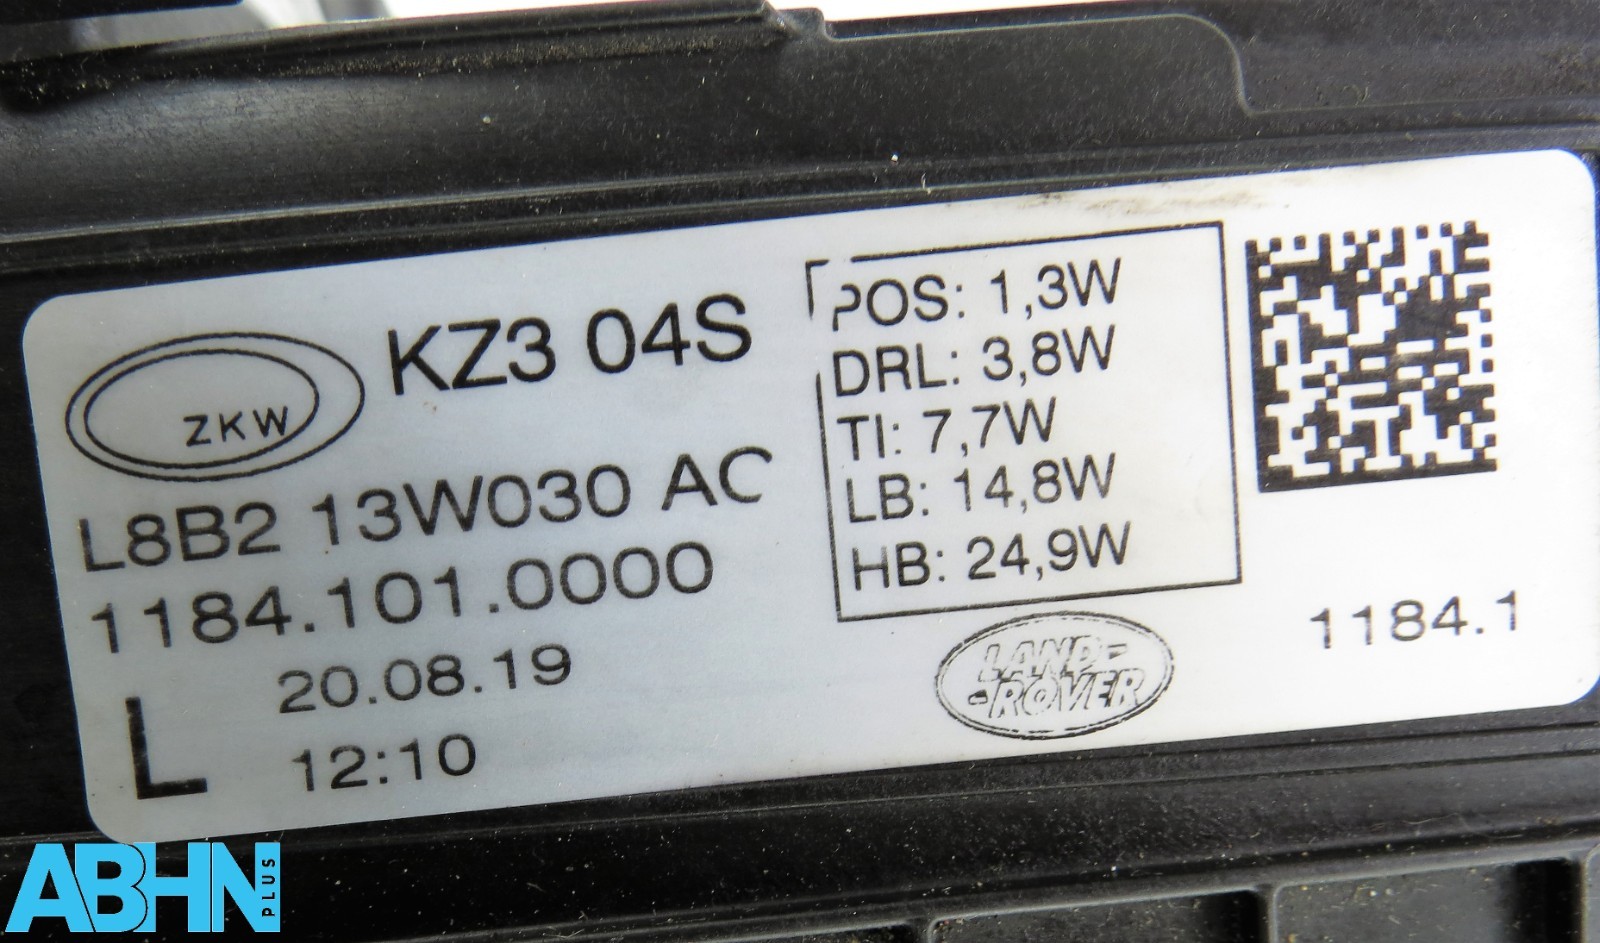 ZKW
KZ3 04S
L8B2 13W030 AC
1184.101.0000
L
20.08.19
12:10
POS: 1,3W
DRL: 3,8W
TI: 7,7W
LB: 14,8W
HB: 24,9W
LAND-
-ROVER
1184.1
ABHN
PLUS